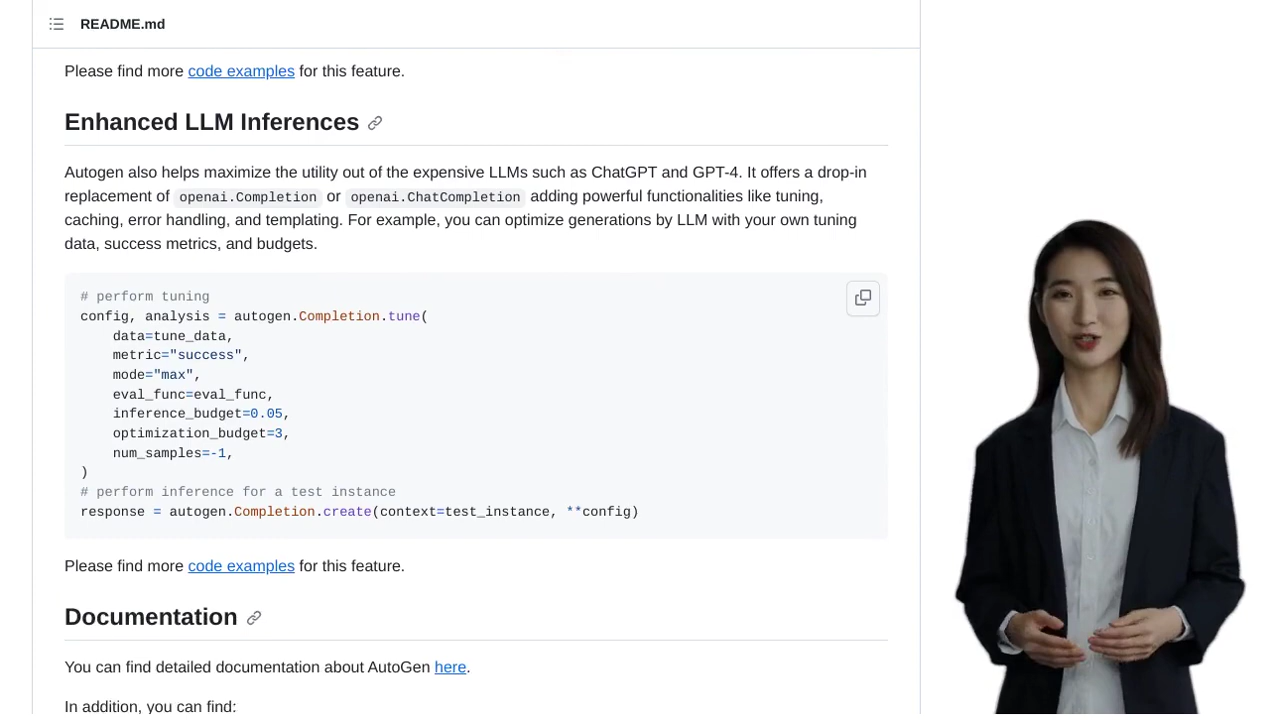 README.md
Please find more code examples for this feature.
Enhanced LLM Inferences
Autogen also helps maximize the utility out of the expensive LLMs such as ChatGPT and GPT-4. It offers a drop-in
replacement of openai.Completion or openai.ChatCompletion adding powerful functionalities like tuning,
caching, error handling, and templating. For example, you can optimize generations by LLM with your own tuning
data, success metrics, and budgets.
# perform tuning
config, analysis = autogen.Completion.tune(
    data=tune_data,
    metric="success",
    mode="max",
    eval_func=eval_func,
    inference_budget=0.05,
    optimization_budget=3,
    num_samples=-1,
)
# perform inference for a test instance
response = autogen.Completion.create(context=test_instance, **config)
Please find more code examples for this feature.
Documentation
You can find detailed documentation about AutoGen here.
In addition, you can find: